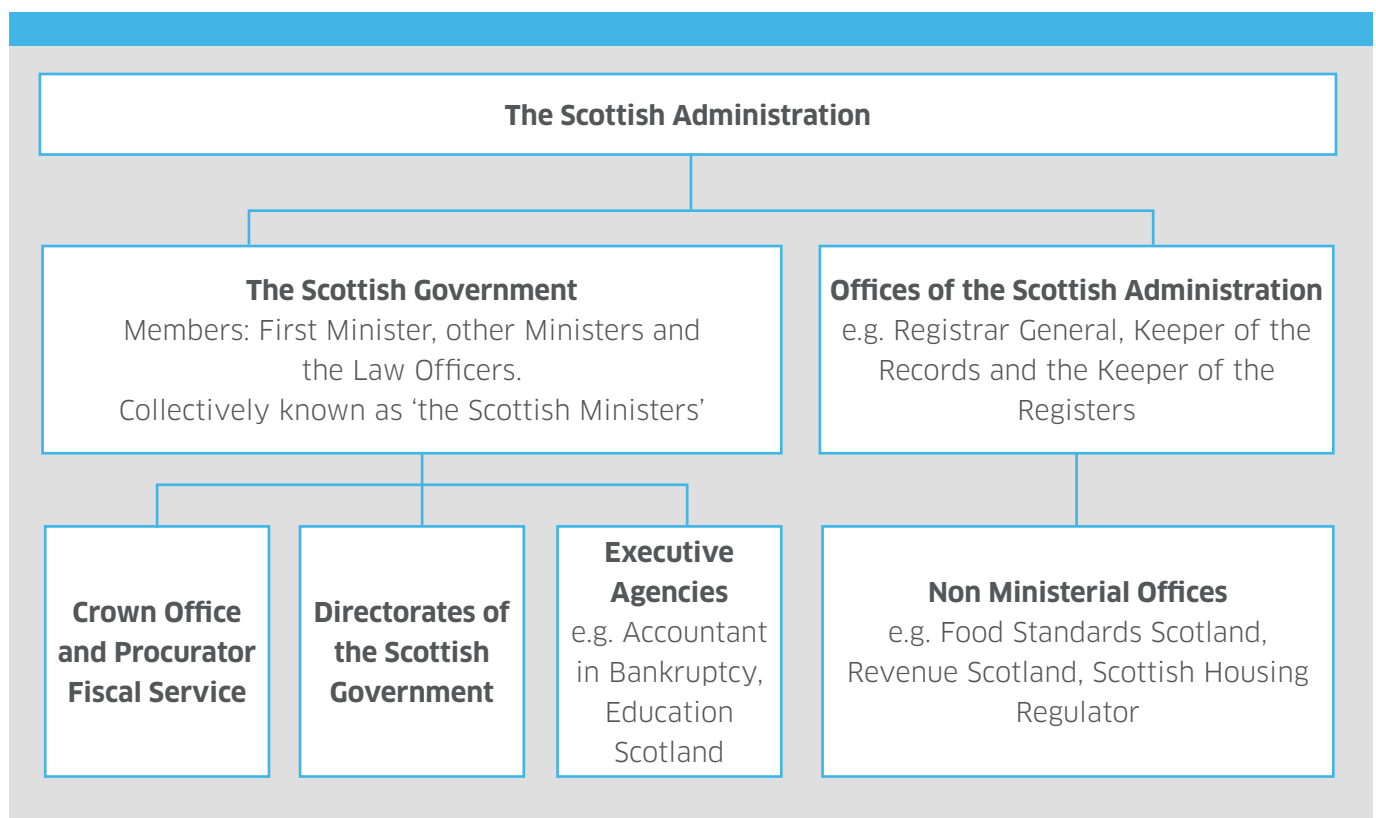 The Scottish Administration
The Scottish Government
Members: First Minister, other Ministers and
the Law Officers.
Collectively known as ‘the Scottish Ministers’
Offices of the Scottish Administration
e.g. Registrar General, Keeper of the
Records and the Keeper of the
Registers
Crown Office
and Procurator
Fiscal Service
Directorates of
the Scottish
Government
Executive
Agencies
e.g. Accountant
in Bankruptcy,
Education
Scotland
Non Ministerial Offices
e.g. Food Standards Scotland,
Revenue Scotland, Scottish Housing
Regulator